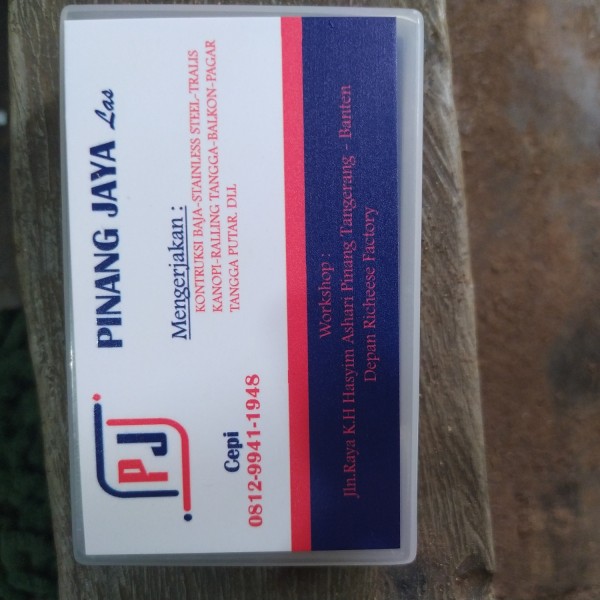 PJ
PINANG JAYA Las
Mengerjakan :
KONTRUKSI BAJA-STAINLESS STEEL-TRALIS
KANOPI-RALLING TANGGA-BALKON-PAGAR
TANGGA PUTAR. DLL
Cepi
0812-9941-1948
Workshop :
Jln.Raya K.H Hasyim Ashari Pinang Tangerang - Banten
Depan Richeese Factory